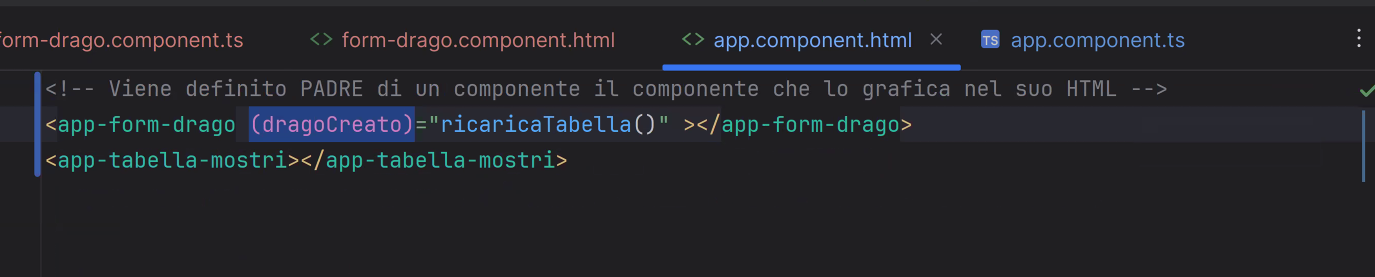 form-drago.component.ts <> form-drago.component.html <> app.component.html × TS app.component.ts
<!-- Viene definito PADRE di un componente il componente che lo grafica nel suo HTML -->
<app-form-drago (dragoCreato)="ricaricaTabella()" ></app-form-drago>
<app-tabella-mostri></app-tabella-mostri>